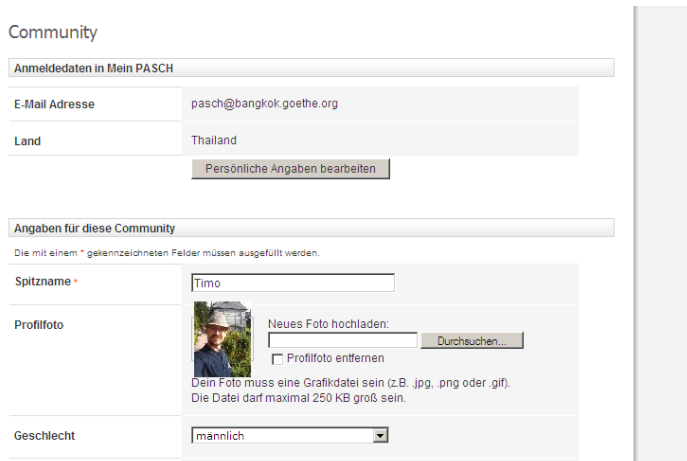 Community
Anmeldedaten in Mein PASCH
E-Mail Adresse
pasch@bangkok.goethe.org
Land
Thailand
Persönliche Angaben bearbeiten
Angaben für diese Community
Die mit einem * gekennzeichneten Felder müssen ausgefüllt werden.
Spitzname *
Timo
Profilfoto
Neues Foto hochladen:
Durchsuchen...
Profilfoto entfernen
Dein Foto muss eine Grafikdatei sein (z.B. .jpg, .png oder .gif).
Die Datei darf maximal 250 KB groß sein.
Geschlecht
männlich